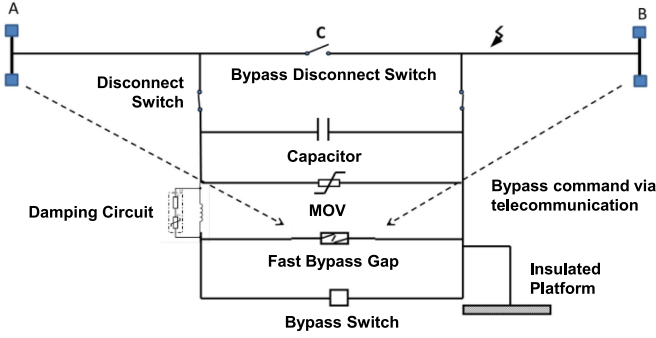 A
B
C
Bypass Disconnect Switch
Disconnect
Switch
Capacitor
MOV
Damping Circuit
Bypass command via
telecommunication
Fast Bypass Gap
Insulated
Platform
Bypass Switch